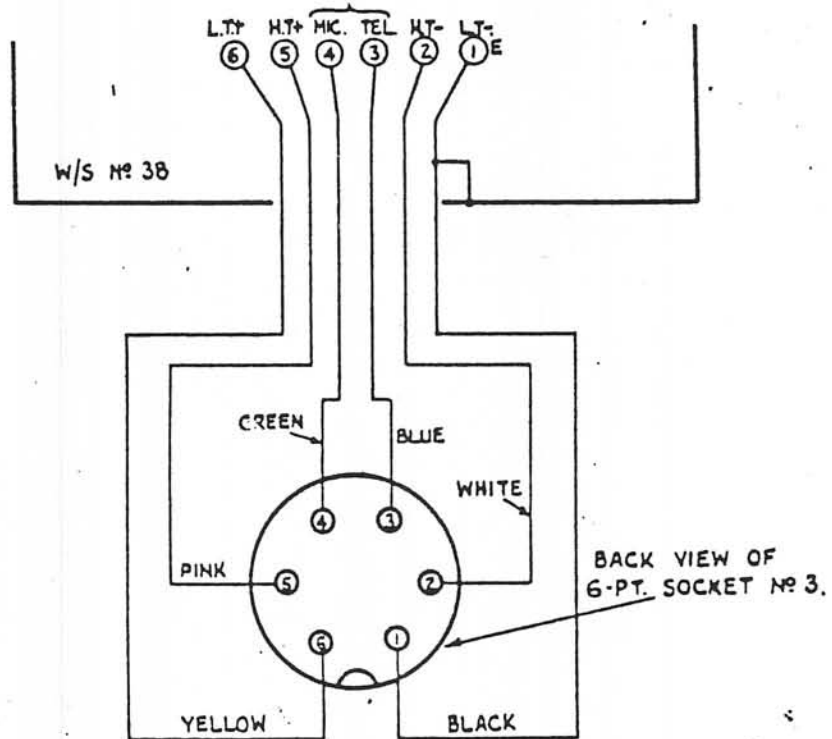 L.T+ H.T+ MIC. TEL H.T- L.T-
6 5 4 3 2 1 E
W/S Nº 38
GREEN
BLUE
WHITE
4 3
PINK
5 2
BACK VIEW OF
6-PT. SOCKET Nº 3.
6 1
YELLOW
BLACK